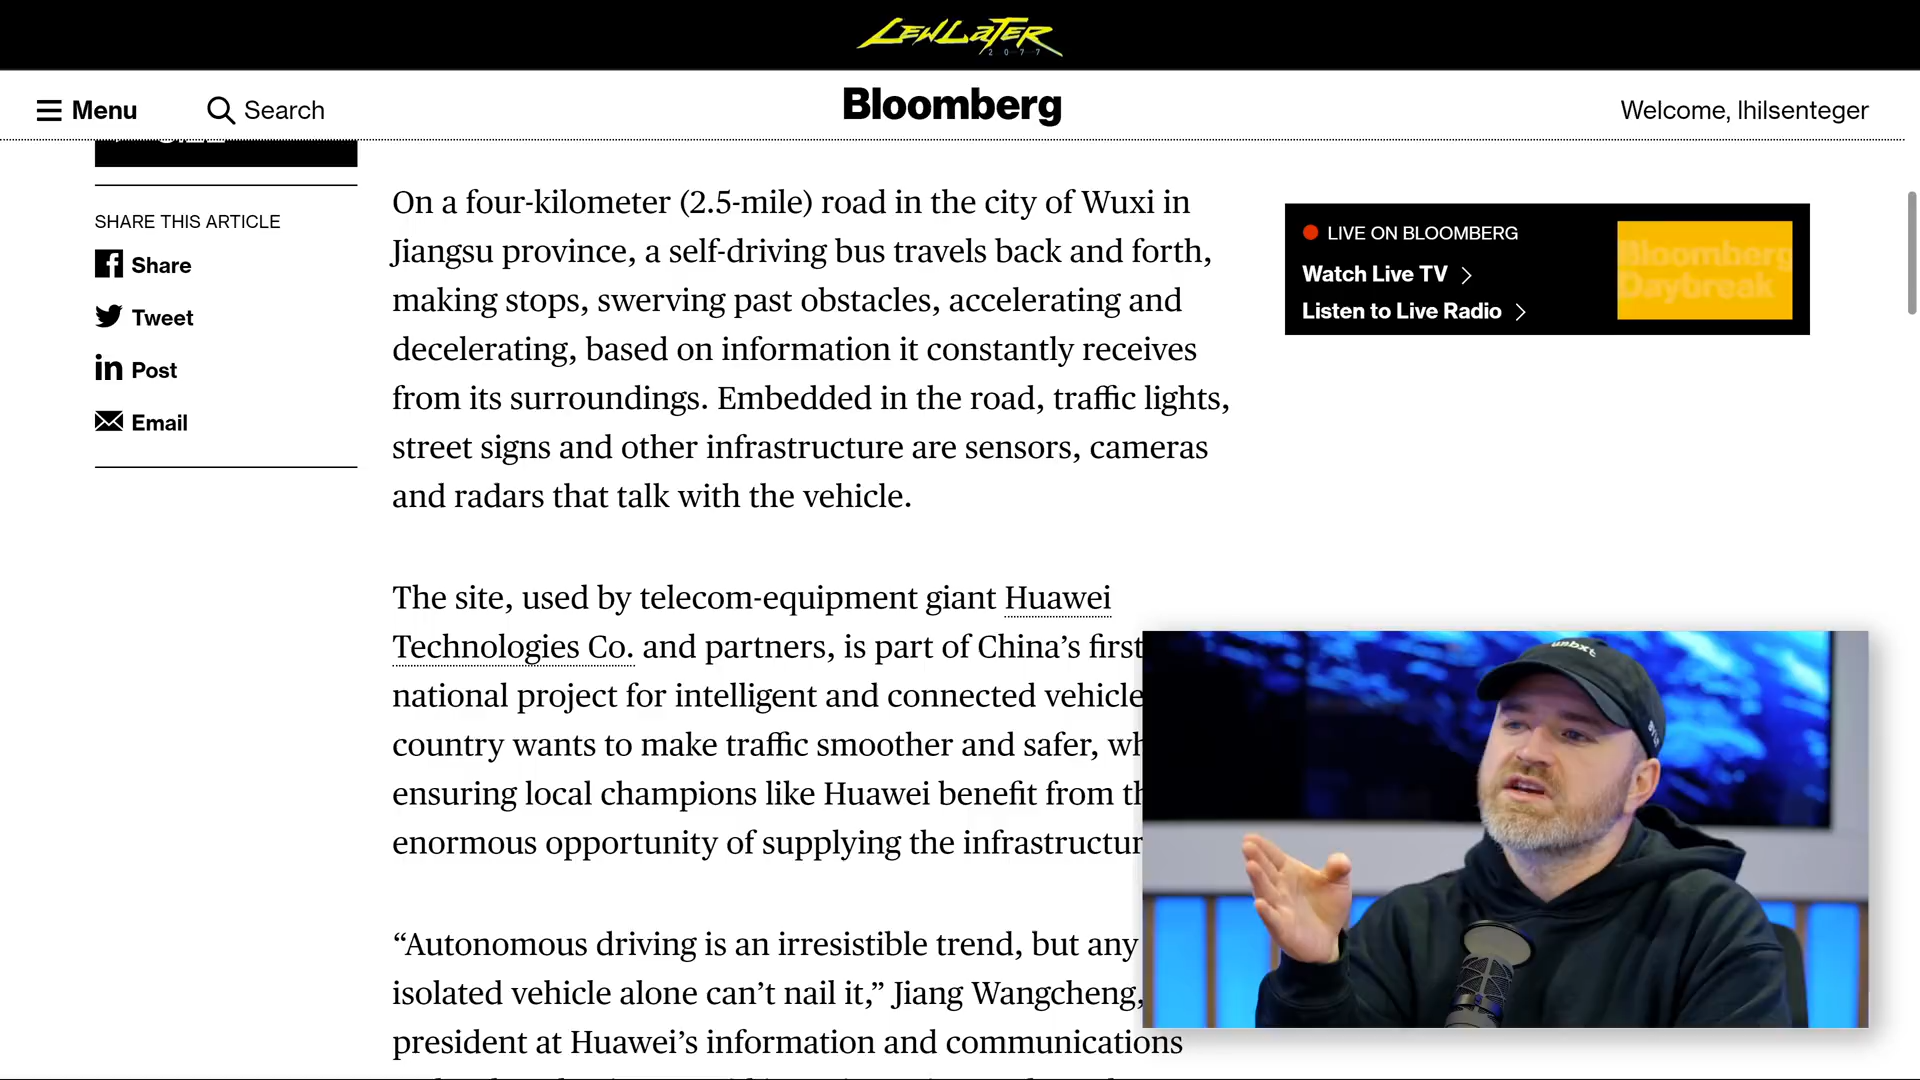 LEWLATER
2077
Menu
Search
Bloomberg
Welcome, lhilsenteger
SHARE THIS ARTICLE
Share
Tweet
Post
Email
On a four-kilometer (2.5-mile) road in the city of Wuxi in
Jiangsu province, a self-driving bus travels back and forth,
making stops, swerving past obstacles, accelerating and
decelerating, based on information it constantly receives
from its surroundings. Embedded in the road, traffic lights,
street signs and other infrastructure are sensors, cameras
and radars that talk with the vehicle.
The site, used by telecom-equipment giant Huawei
Technologies Co. and partners, is part of China’s first
national project for intelligent and connected vehicle
country wants to make traffic smoother and safer, wh
ensuring local champions like Huawei benefit from th
enormous opportunity of supplying the infrastructur
“Autonomous driving is an irresistible trend, but any
isolated vehicle alone can’t nail it,” Jiang Wangcheng,
president at Huawei’s information and communications
LIVE ON BLOOMBERG
Watch Live TV
Listen to Live Radio
Bloomberg
Daybreak
unbxt